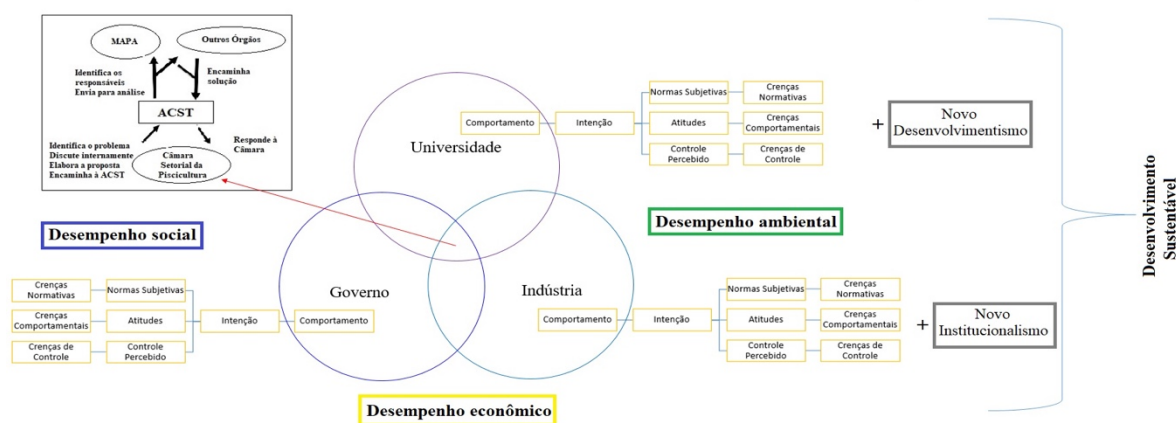 MAPA
Outros Órgãos
Identifica os
responsáveis
Envia para análise
Encaminha
solução
ACST
Identifica o problema
Discute internamente
Elabora a proposta
Encaminha à ACST
Responde à
Câmara
Câmara
Setorial da
Piscicultura
Universidade
Comportamento
Intenção
Normas Subjetivas
Crenças
Normativas
Atitudes
Crenças
Comportamentais
Controle
Percebido
Crenças de
Controle
+
Novo
Desenvolvimentismo
Desempenho social
Desempenho ambiental
Desenvolvimento
Sustentável
Crenças
Normativas
Normas Subjetivas
Crenças
Comportamentais
Atitudes
Intenção
Comportamento
Crenças de
Controle
Controle
Percebido
Governo
Indústria
Comportamento
Intenção
Normas Subjetivas
Crenças
Normativas
Atitudes
Crenças
Comportamentais
Controle
Percebido
Crenças de
Controle
+
Novo
Institucionalismo
Desempenho econômico